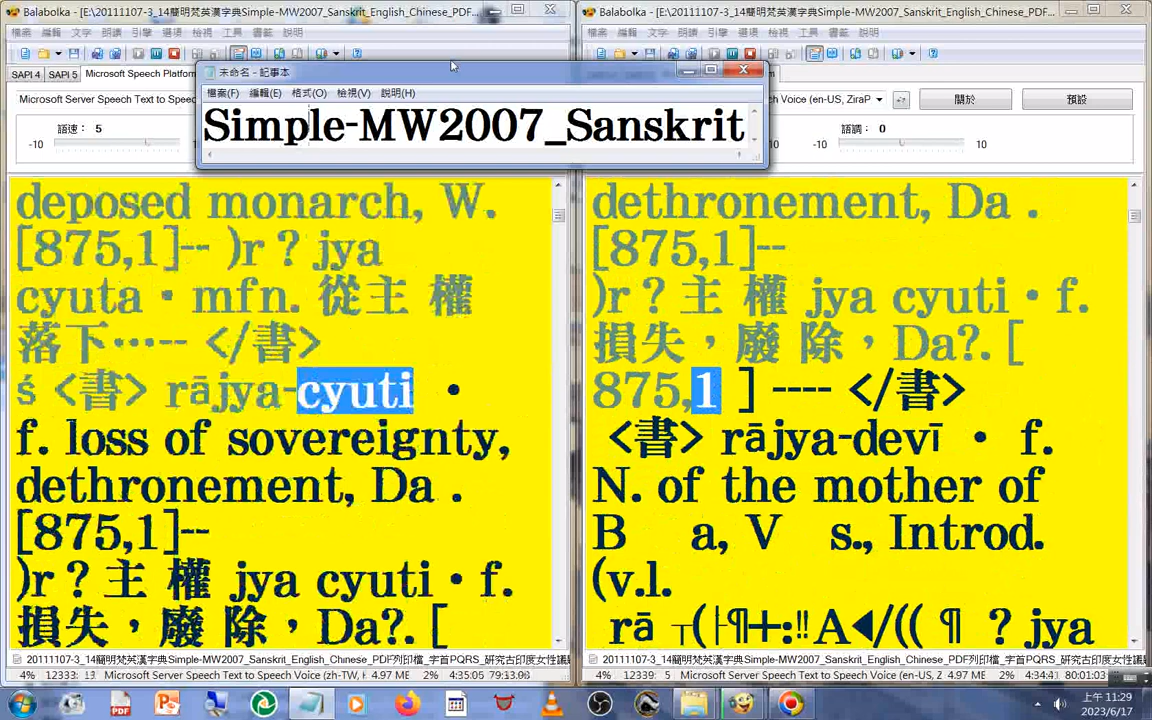 Balabolka - [E:\20111107-3_14簡明梵英漢字典Simple-MW2007_Sanskrit_English_Chinese_PDF...
檔案 編輯 文字 朗讀 引擎 選項 檢視 工具 書籤 說明
SAPI 4 SAPI 5 Microsoft Speech Platform
Microsoft Server Speech Text to Speech
語速： 5
-10
Balabolka - [E:\20111107-3_14簡明梵英漢字典Simple-MW2007_Sanskrit_English_Chinese_PDF...
檔案 編輯 文字 朗讀 引擎 選項 檢視 工具 書籤 說明
Voice (en-US, ZiraP 關於 預設
語調： 0
-10 10
未命名 - 記事本
檔案(F) 編輯(E) 格式(O) 檢視(V) 說明(H)
Simple-MW2007_Sanskrit
deposed monarch, W.
[875,1]-- )r ? jya
cyuta • mfn. 從主 權
落下…-- </書>
ś <書> rājya-cyuti •
f. loss of sovereignty,
dethronement, Da .
[875,1]--
)r ? 主 權 jya cyuti • f.
損失，廢 除，Da?. [
20111107-3_14簡明梵英漢字典Simple-MW2007_Sanskrit_English_Chinese_PDF列印檔_字首PQRS_研究古印度女性議
4% 12333: 13 Microsoft Server Speech Text to Speech Voice (zh-TW, H 4.97 MB 2% 4:35:05 79:13.06
dethronement, Da .
[875,1]--
)r ? 主 權 jya cyuti • f.
損失，廢 除，Da?. [
875,1 ] ---- </書>
<書> rājya-devī • f.
N. of the mother of
B a, V s., Introd.
(v.l.
rā ┬(├¶+:‼A◄/(( ¶ ? jya
20111107-3_14簡明梵英漢字典Simple-MW2007_Sanskrit_English_Chinese_PDF列印檔_字首PQRS_研究古印度女性議
4% 12339: 5 Microsoft Server Speech Text to Speech Voice (en-US, Z 4.97 MB 2% 4:34:41 80:01:03
上午 11:29
2023/6/17